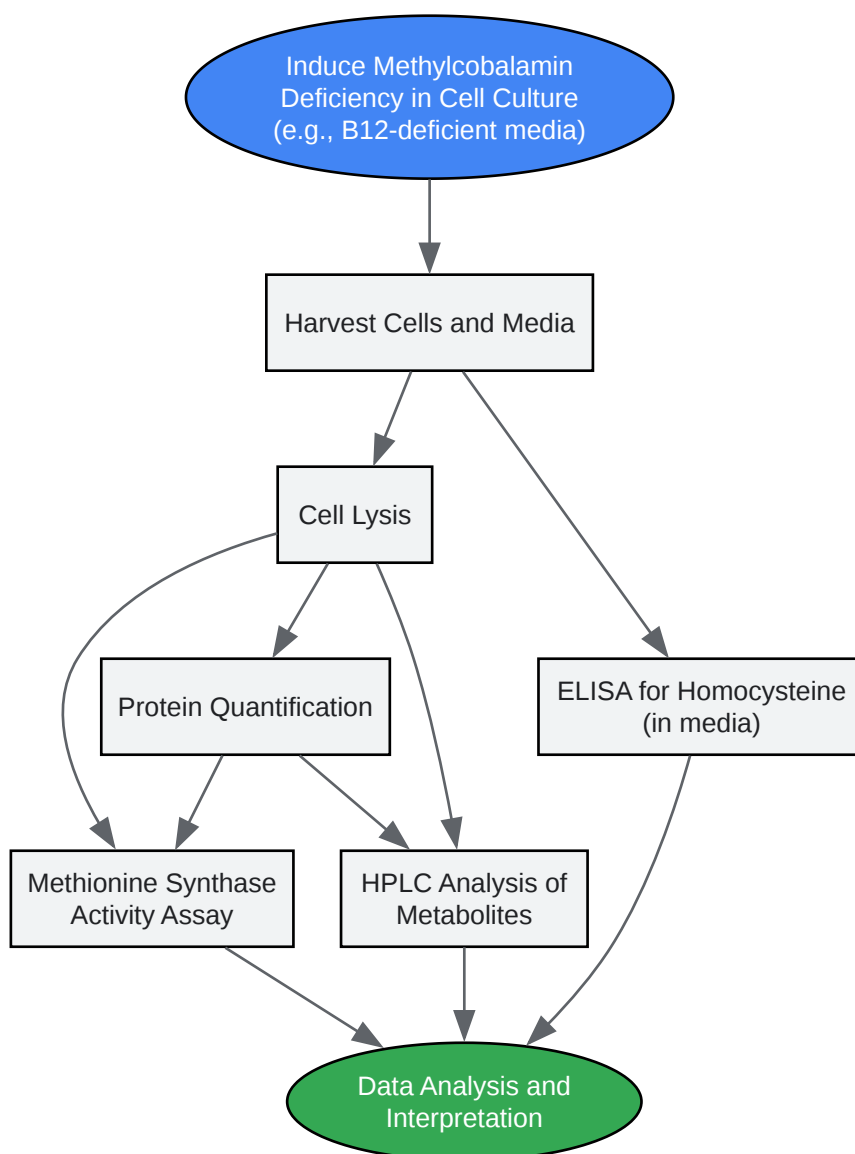 Induce Methylcobalamin
Deficiency in Cell Culture
(e.g., B12-deficient media)
Harvest Cells and Media
Cell Lysis
Protein Quantification
ELISA for Homocysteine
(in media)
Methionine Synthase
Activity Assay
HPLC Analysis of
Metabolites
Data Analysis and
Interpretation